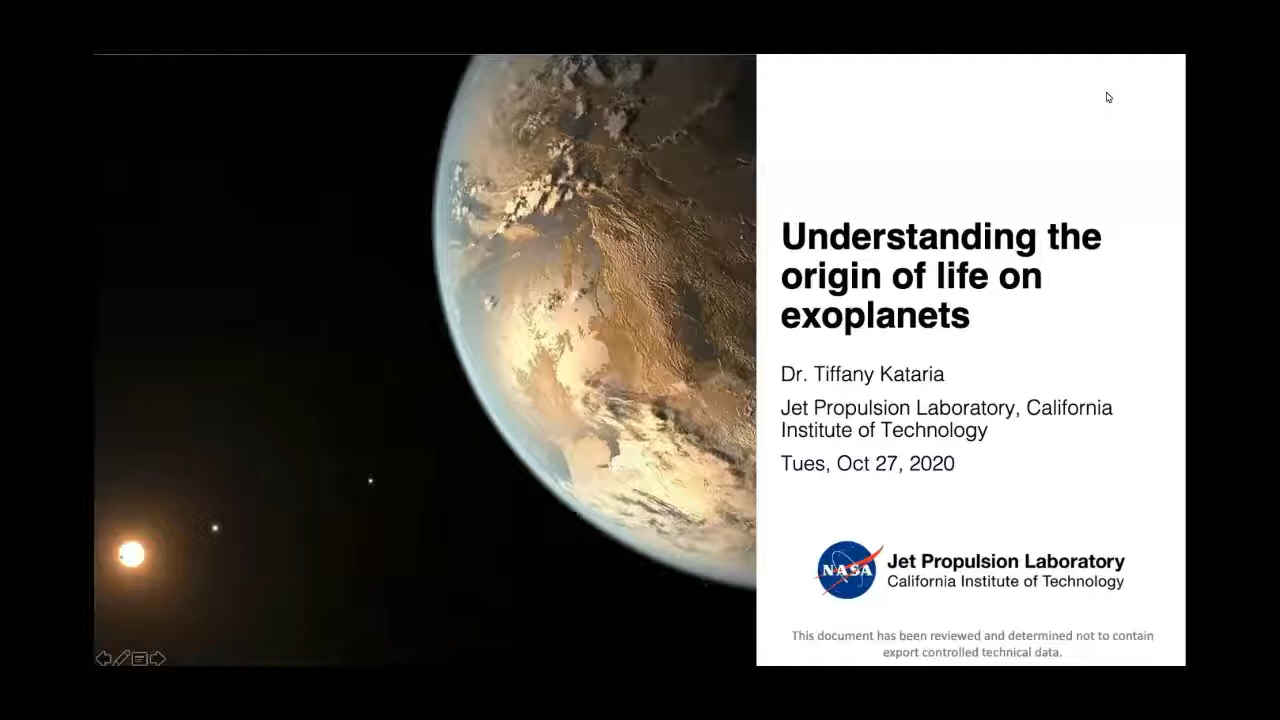 Understanding the
origin of life on
exoplanets
Dr. Tiffany Kataria
Jet Propulsion Laboratory, California
Institute of Technology
Tues, Oct 27, 2020
NASA
Jet Propulsion Laboratory
California Institute of Technology
This document has been reviewed and determined not to contain
export controlled technical data.